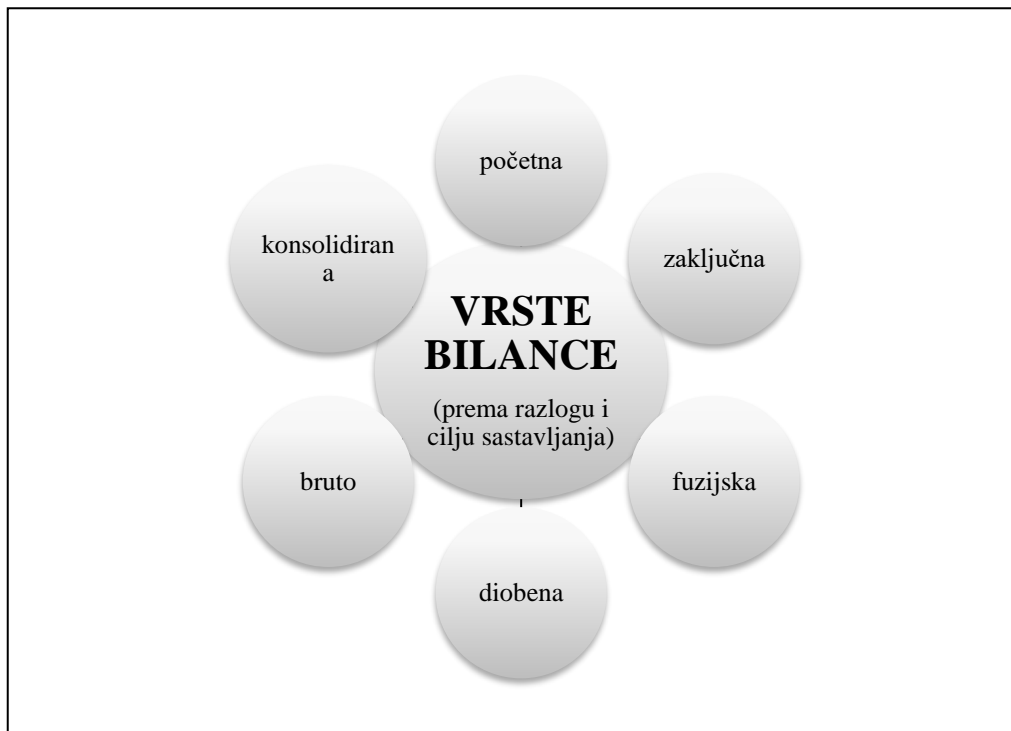 početna
konsolidiran
a
zaključna
VRSTE
BILANCE
(prema razlogu i
cilju sastavljanja)
bruto
fuzijska
diobena